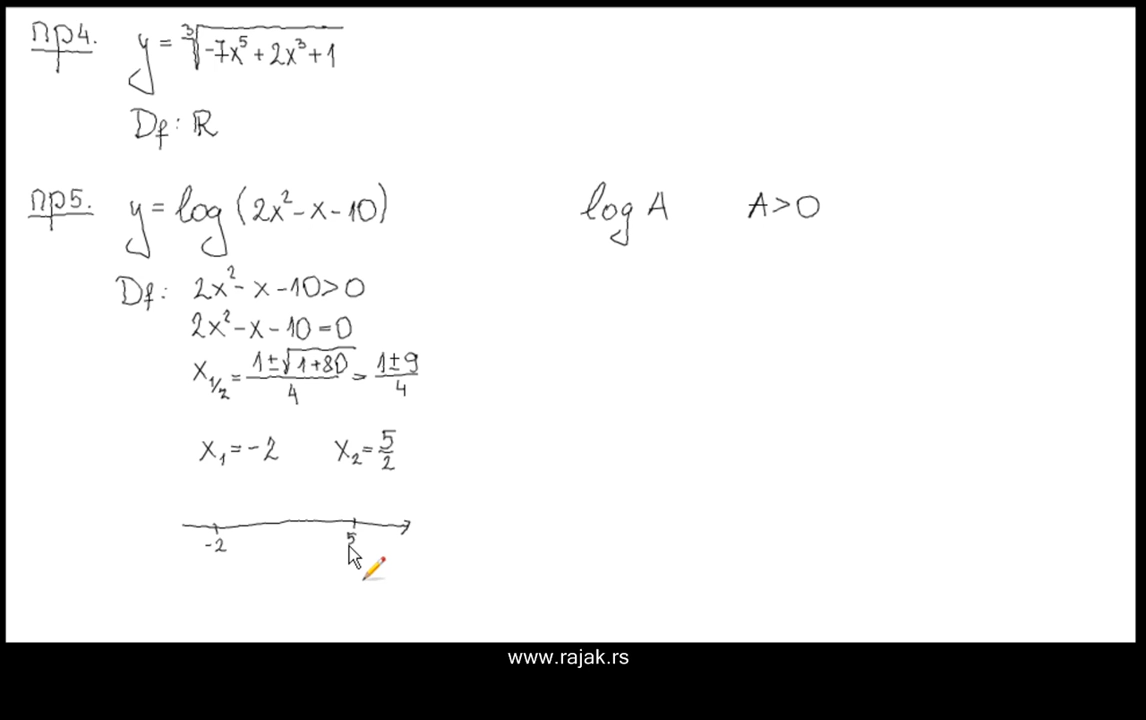 пр4. y = ∛(-7x⁵ + 2x³ + 1)
Df: ℝ
пр5. y = log (2x² - x - 10) log A A > 0
Df: 2x² - x - 10 > 0
2x² - x - 10 = 0
x₁/₂ = (1 ± √(1+80))/4 = (1 ± 9)/4
x₁ = -2 x₂ = 5/2
-2 5
www.rajak.rs